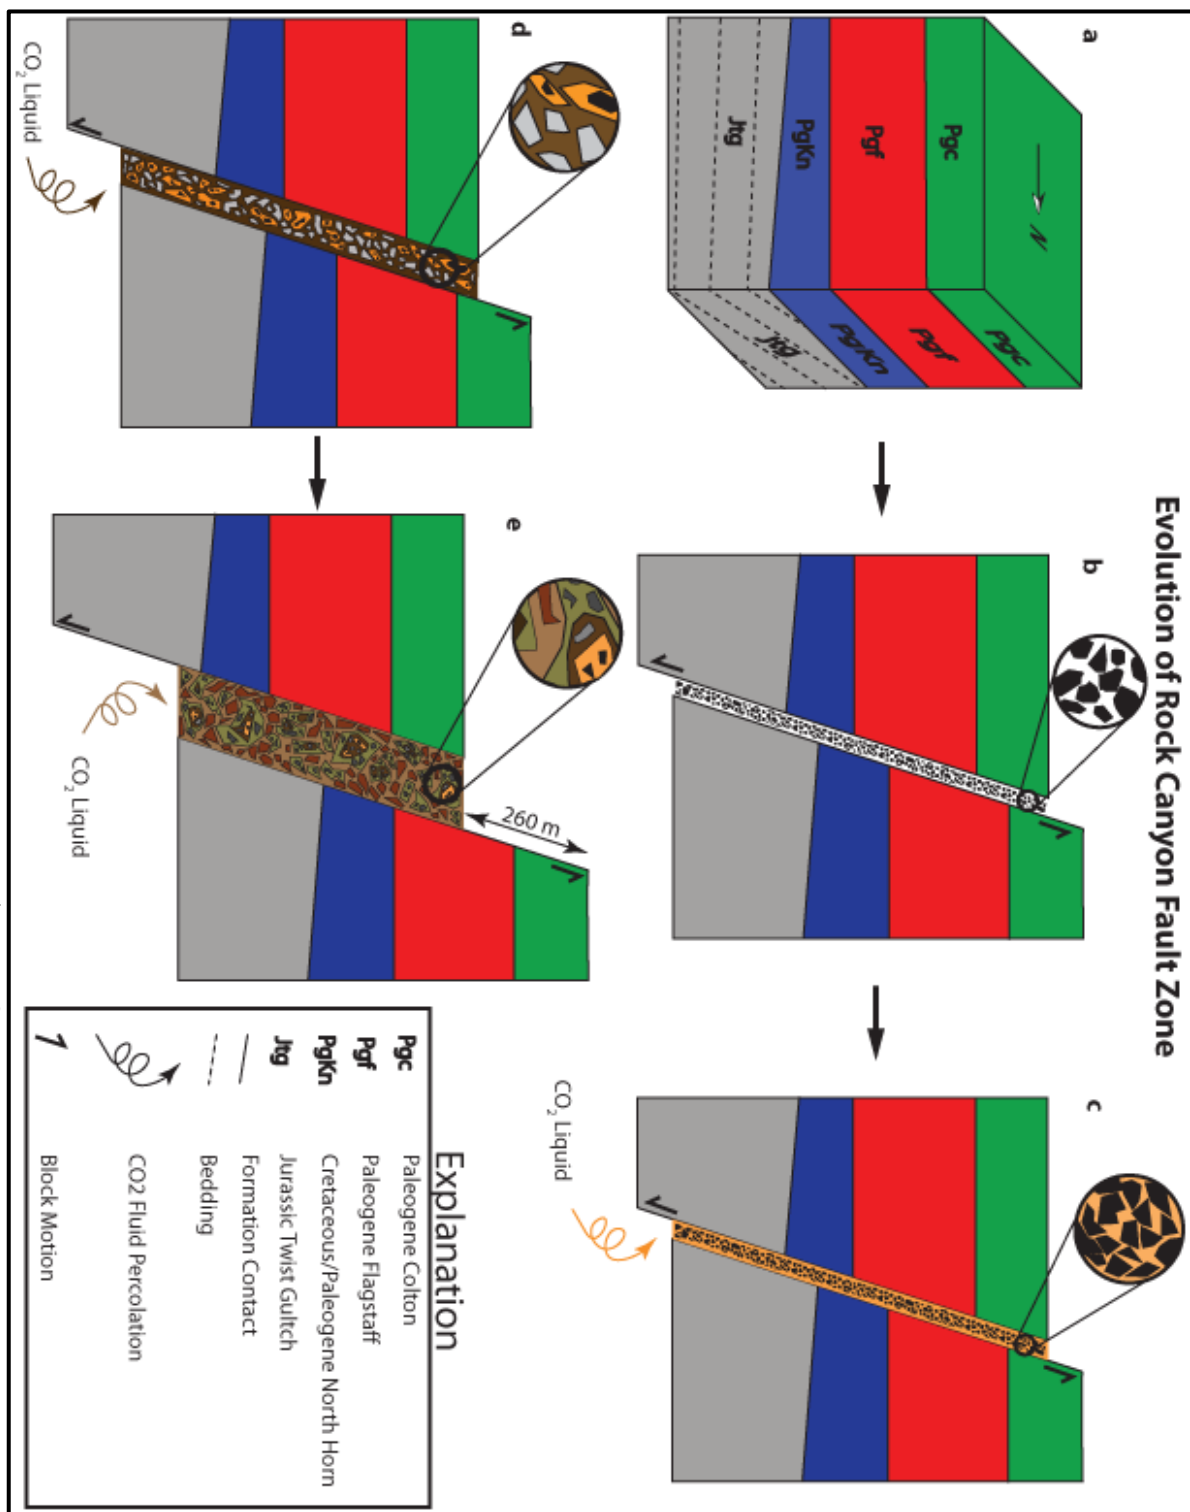 Evolution of Rock Canyon Fault Zone
a
N
Pgc
Pgf
PgKn
Jtg
Pgc
Pgf
PgKn
Jtg
b
c
CO2 Liquid
d
CO2 Liquid
e
260 m
CO2 Liquid
Explanation
Pgc Paleogene Colton
Pgf Paleogene Flagstaff
PgKn Cretaceous/Paleogene North Horn
Jtg Jurassic Twist Gultch
Formation Contact
Bedding
CO2 Fluid Percolation
Block Motion